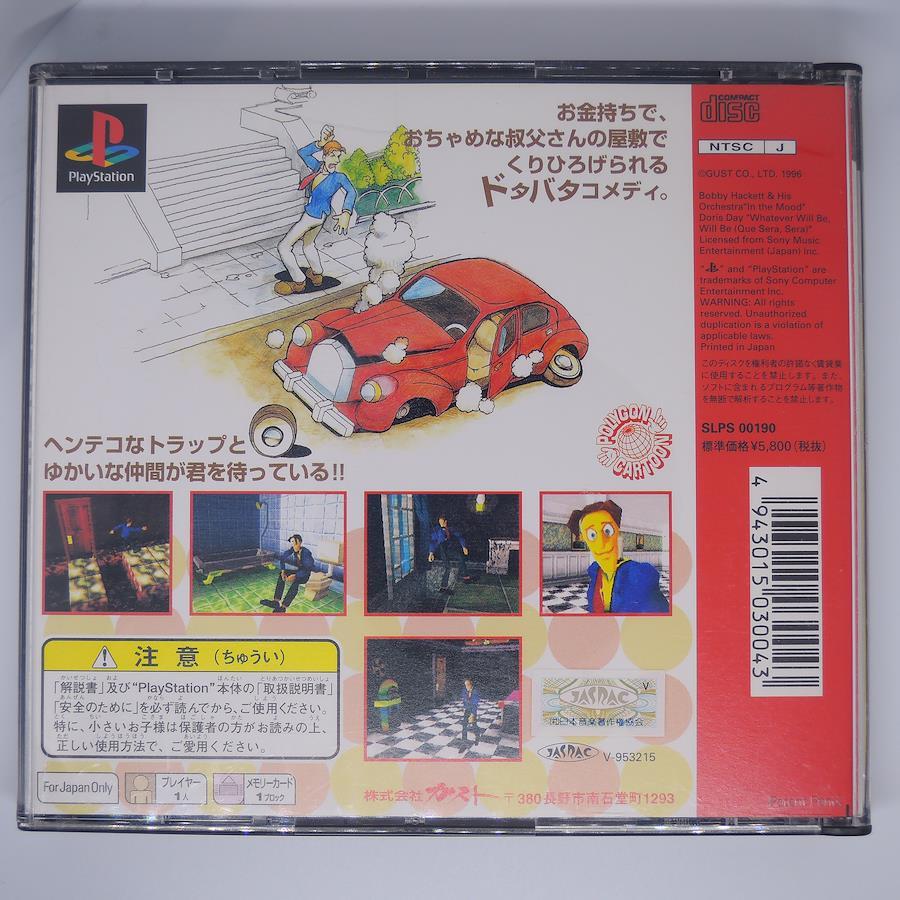 PlayStation
お金持ちで、
おちゃめな叔父さんの屋敷で
くりひろげられる
ドタバタコメディ。
ヘンテコなトラップと
ゆかいな仲間が君を待っている!!
POLYGON
CARTOON
注 意 (ちゅうい)
「解説書」及び“PlayStation”本体の「取扱説明書」
「安全のために」を必ず読んでから、ご使用ください。
特に、小さいお子様は保護者の方がお読みの上、
正しい使用方法で、ご愛用ください。
For Japan Only
プレイヤー
1人
メモリーカード
1ブロック
JASRAC
V
(社)日本音楽著作権協会
JASRAC V-953215
株式会社ガスト 〒380 長野市南石堂町1293
COMPACT
disc
NTSC J
©GUST CO., LTD. 1996
Bobby Hackett & His
Orchestra"In the Mood"
Doris Day "Whatever Will Be,
Will Be (Que Sera, Sera)"
Licensed from Sony Music
Entertainment (Japan) Inc.
" " and "PlayStation" are
trademarks of Sony Computer
Entertainment Inc.
WARNING: All rights
reserved. Unauthorized
duplication is a violation of
applicable laws.
Printed in Japan
このディスクを権利者の許諾なく賃貸業
に使用することを禁止します。また、
ソフトに含まれるプログラム等著作物
を無断で解析することを禁止します。
SLPS 00190
標準価格 ¥5,800 (税抜)
4 943015 030043